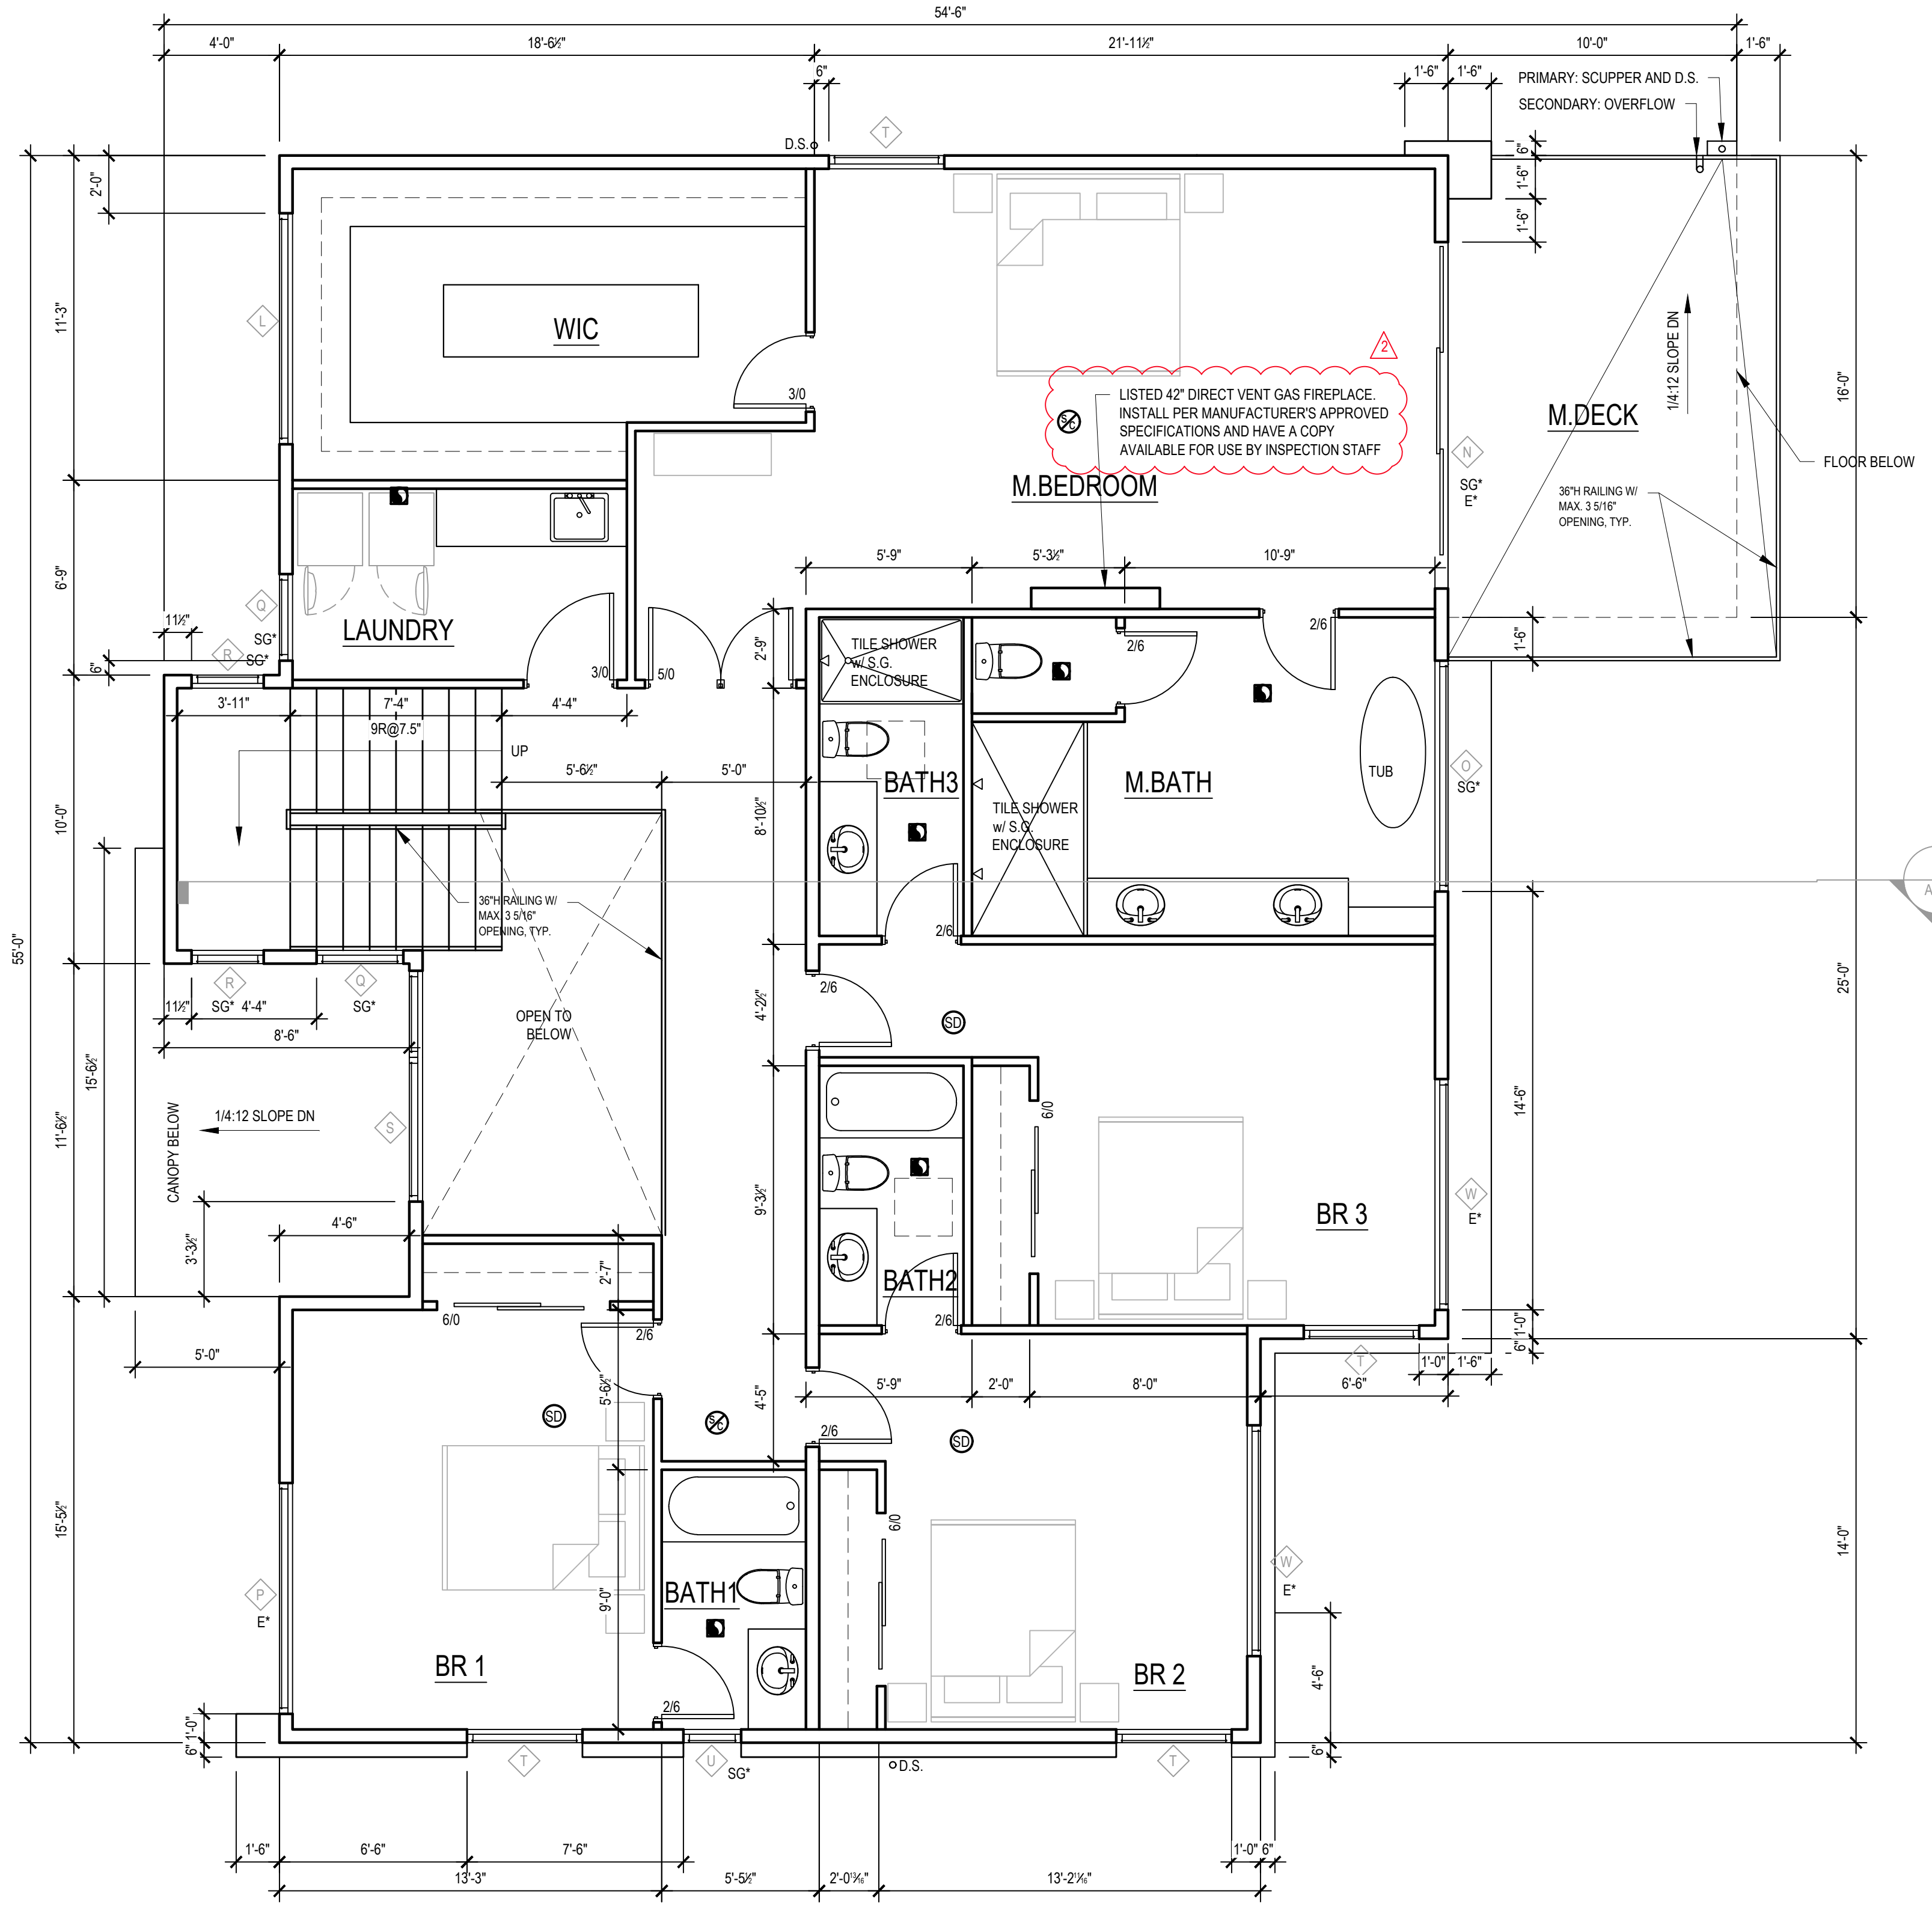 54'-6"
4'-0"
18'-6½"
21'-11½"
10'-0"
1'-6"
6"
1'-6"
1'-6"
PRIMARY: SCUPPER AND D.S.
SECONDARY: OVERFLOW
D.S.
T
6"
1'-6"
1'-6"
2'-0"
11'-3"
L
WIC
3/0
2
LISTED 42" DIRECT VENT GAS FIREPLACE.
INSTALL PER MANUFACTURER'S APPROVED
SPECIFICATIONS AND HAVE A COPY
AVAILABLE FOR USE BY INSPECTION STAFF
S/C
M.BEDROOM
N
SG*
E*
M.DECK
1/4:12 SLOPE DN
16'-0"
FLOOR BELOW
36"H RAILING W/
MAX. 3 5/16"
OPENING, TYP.
5'-9"
5'-3½"
10'-9"
6'-9"
Q
SG*
R
SG*
11½"
6"
LAUNDRY
3/0
5/0
2'-9"
TILE SHOWER
w/ S.G.
ENCLOSURE
2/6
2/6
1'-6"
3'-11"
7'-4"
4'-4"
9R@7.5"
UP
5'-6½"
5'-0"
BATH3
M.BATH
TUB
O
SG*
TILE SHOWER
w/ S.G.
ENCLOSURE
8'-10½"
10'-0"
55'-0"
36"H RAILING W/
MAX. 3 5/16"
OPENING, TYP.
A
2/6
R
SG*
Q
SG*
11½"
4'-4"
8'-6"
2/6
4'-2½"
SD
25'-0"
OPEN TO
BELOW
15'-6½"
11'-6½"
CANOPY BELOW
1/4:12 SLOPE DN
S
6/0
14'-6"
W
E*
BR 3
9'-3½"
4'-6"
3'-3½"
2'-7"
BATH2
6/0
2/6
2/6
6"
1'-0"
T
1'-0"
1'-6"
5'-0"
5'-6½"
4'-5"
5'-9"
2'-0"
8'-0"
6'-6"
SD
S/C
2/6
SD
15'-5½"
6/0
14'-0"
P
E*
9'-0"
BATH1
W
E*
BR 1
BR 2
4'-6"
2/6
6"
1'-0"
6"
T
U
SG*
D.S.
T
1'-6"
6'-6"
7'-6"
1'-0"
6"
13'-3"
5'-5½"
2'-0¹³⁄₁₆"
13'-2¹⁄₁₆"